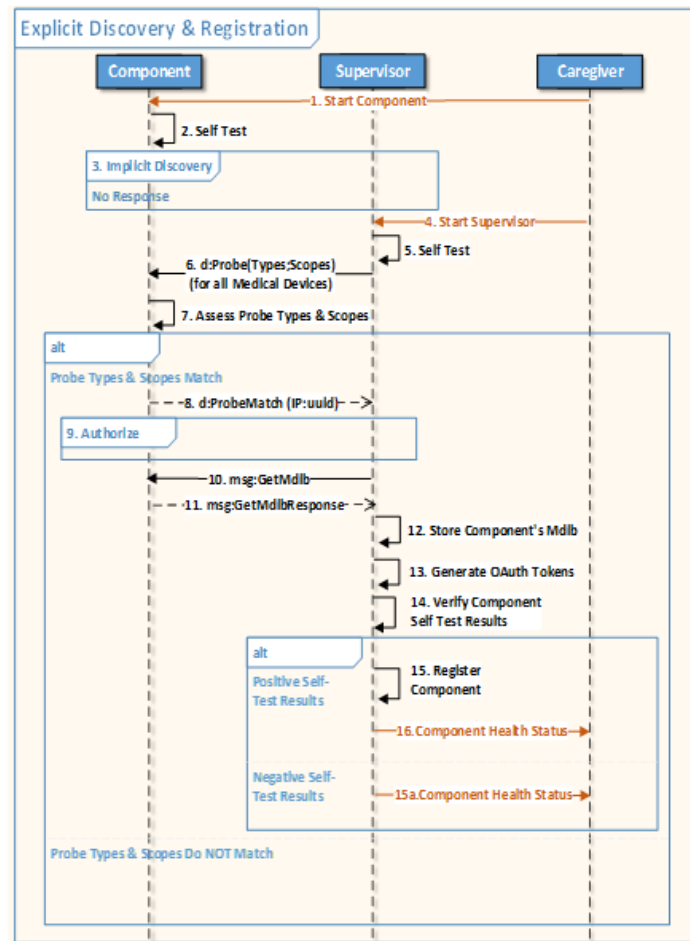 Explicit Discovery & Registration
Component
Supervisor
Caregiver
1. Start Component
2. Self Test
3. Implicit Discovery
No Response
4. Start Supervisor
5. Self Test
6. d:Probe(Types;Scopes)
(for all Medical Devices)
7. Assess Probe Types & Scopes
alt
Probe Types & Scopes Match
8. d:ProbeMatch (IP:uuid)
9. Authorize
10. msg:GetMdib
11. msg:GetMdibResponse
12. Store Component's Mdib
13. Generate OAuth Tokens
14. Verify Component
Self Test Results
alt
Positive Self-
Test Results
15. Register
Component
16.Component Health Status
Negative Self-
Test Results
15a.Component Health Status
Probe Types & Scopes Do NOT Match